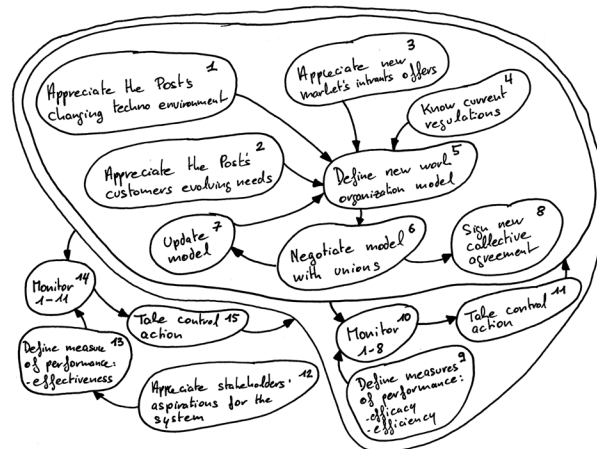 Appreciate the Post's 1
changing techno environment
Appreciate new 3
market's intrants offers
Know current 4
regulations
Appreciate the Post's 2
customers evolving needs
Define new work 5
organization model
Update 7
model
Negotiate model 6
with unions
Sign new 8
collective
agreement
Monitor 14
1-11
Take control 15
action
Define measure 13
of performance:
-effectiveness
Appreciate stakeholders' 12
aspirations for the
system
Monitor 10
1-8
Take control 11
action
Define measures 9
of performance:
-efficacy
-efficiency